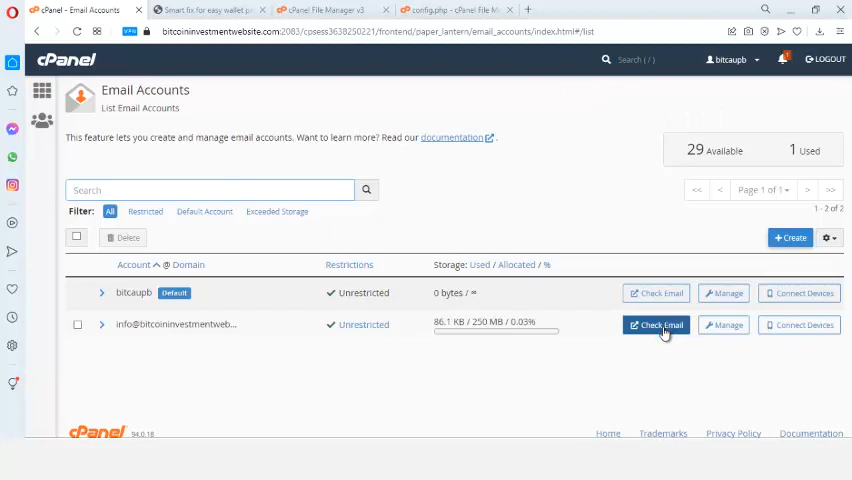 cPanel - Email Accounts
Smart fix for easy wallet pr
cPanel File Manager v3
config.php - cPanel File M
VPN
bitcoininvestmentwebsite.com:2083/cpsess3638250221/frontend/paper_lantern/email_accounts/index.html#/list
cPanel
Search ( / )
bitcaupb
1
LOGOUT
Email Accounts
List Email Accounts
This feature lets you create and manage email accounts. Want to learn more? Read our documentation .
29 Available
1 Used
Search
<< < Page 1 of 1 > >>
Filter: All Restricted Default Account Exceeded Storage
1 - 2 of 2
Delete
+ Create
Account @ Domain
Restrictions
Storage: Used / Allocated / %
bitcaupb Default
Unrestricted
0 bytes / ∞
Check Email
Manage
Connect Devices
info@bitcoininvestmentweb...
Unrestricted
86.1 KB / 250 MB / 0.03%
Check Email
Manage
Connect Devices
cPanel 94.0.18
Home
Trademarks
Privacy Policy
Documentation